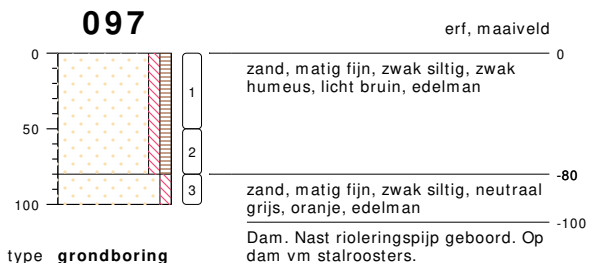 097
erf, maaiveld
0
0
zand, matig fijn, zwak siltig, zwak
humeus, licht bruin, edelman
1
50
2
-80
3
zand, matig fijn, zwak siltig, neutraal
grijs, oranje, edelman
100
-100
Dam. Nast rioleringspijp geboord. Op
dam vm stalroosters.
type grondboring